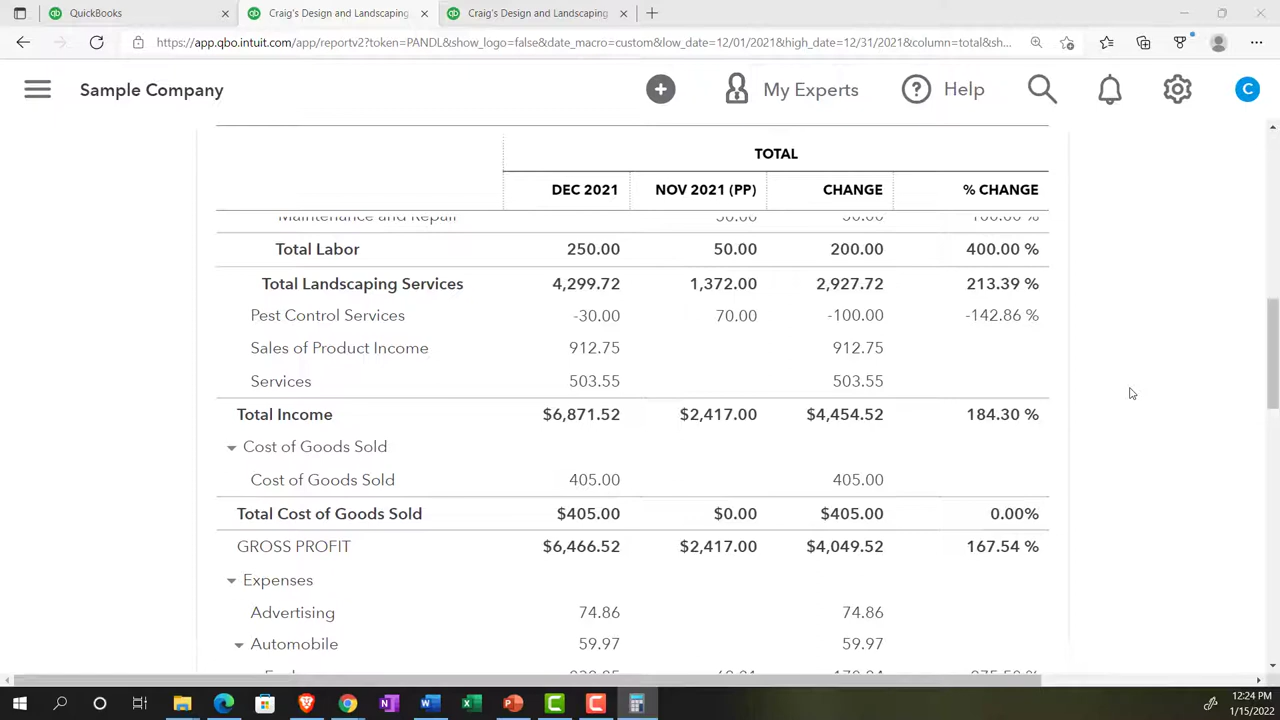 QuickBooks
Craig's Design and Landscaping
Craig's Design and Landscaping
https://app.qbo.intuit.com/app/reportv2?token=PANDL&show_logo=false&date_macro=custom&low_date=12/01/2021&high_date=12/31/2021&column=total&sh...
Sample Company
My Experts
Help
C
TOTAL
DEC 2021 NOV 2021 (PP) CHANGE % CHANGE
Maintenance and Repair
Total Labor 250.00 50.00 200.00 400.00 %
Total Landscaping Services 4,299.72 1,372.00 2,927.72 213.39 %
Pest Control Services -30.00 70.00 -100.00 -142.86 %
Sales of Product Income 912.75 912.75
Services 503.55 503.55
Total Income $6,871.52 $2,417.00 $4,454.52 184.30 %
Cost of Goods Sold
Cost of Goods Sold 405.00 405.00
Total Cost of Goods Sold $405.00 $0.00 $405.00 0.00%
GROSS PROFIT $6,466.52 $2,417.00 $4,049.52 167.54 %
Expenses
Advertising 74.86 74.86
Automobile 59.97 59.97
12:24 PM
1/15/2022